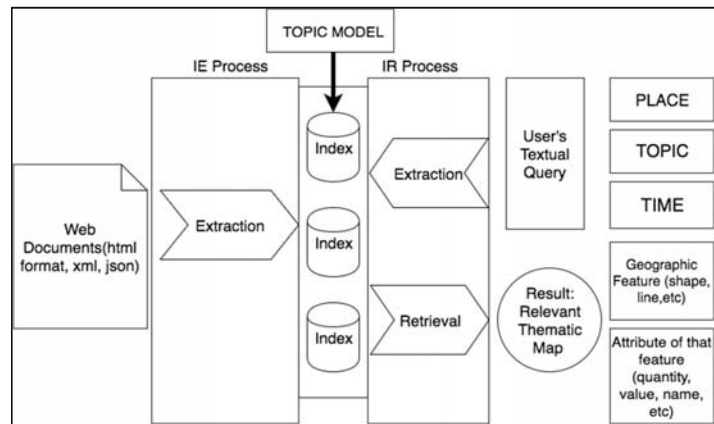 TOPIC MODEL
IE Process
IR Process
Web
Documents(html
format, xml, json)
Extraction
Index
Index
Index
Extraction
Retrieval
User's
Textual
Query
Result:
Relevant
Thematic
Map
PLACE
TOPIC
TIME
Geographic
Feature (shape,
line,etc)
Attribute of that
feature
(quantity,
value, name,
etc)